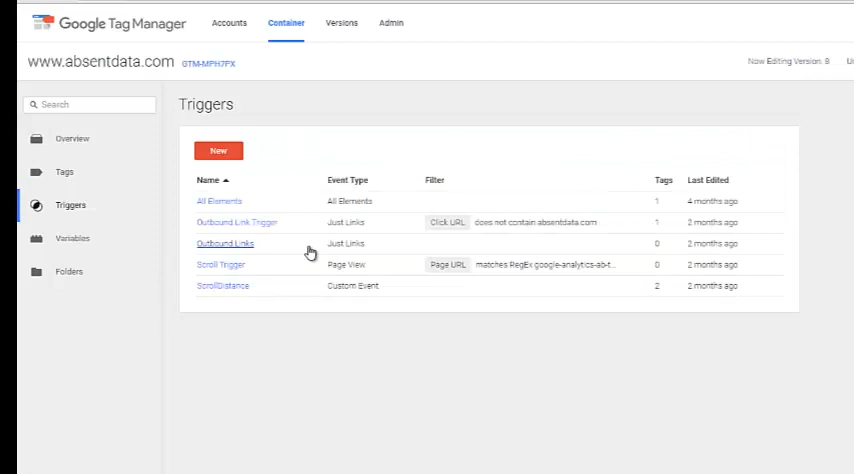 Google Tag Manager Accounts Container Versions Admin
www.absentdata.com GTM-MPH7PX Now Editing Version: 8
Search
Overview
Tags
Triggers
Variables
Folders
Triggers
New
Name Event Type Filter Tags Last Edited
All Elements All Elements 1 4 months ago
Outbound Link Trigger Just Links Click URL does not contain absentdata.com 1 2 months ago
Outbound Links Just Links 0 2 months ago
Scroll Trigger Page View Page URL matches RegEx google-analytics-ab-t... 0 2 months ago
ScrollDistance Custom Event 2 2 months ago